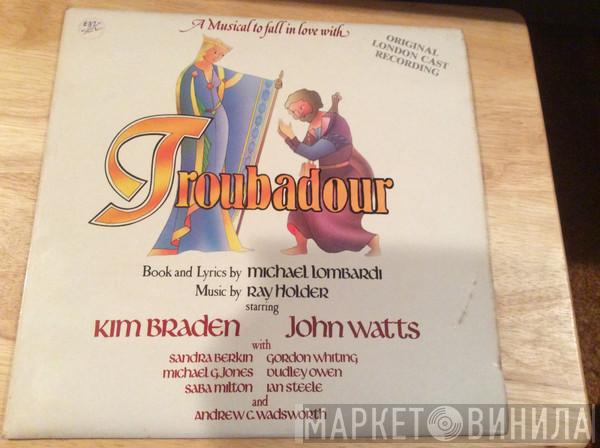 A Musical to fall in love with
ORIGINAL
LONDON CAST
RECORDING
Troubadour
Book and Lyrics by Michael Lombardi
Music by Ray Holder
starring
Kim Braden John Watts
with
Sandra Berkin Gordon Whiting
Michael G. Jones Dudley Owen
Saba Milton Ian Steele
and
Andrew C. Wadsworth
МАРКЕТ ВИНИЛА